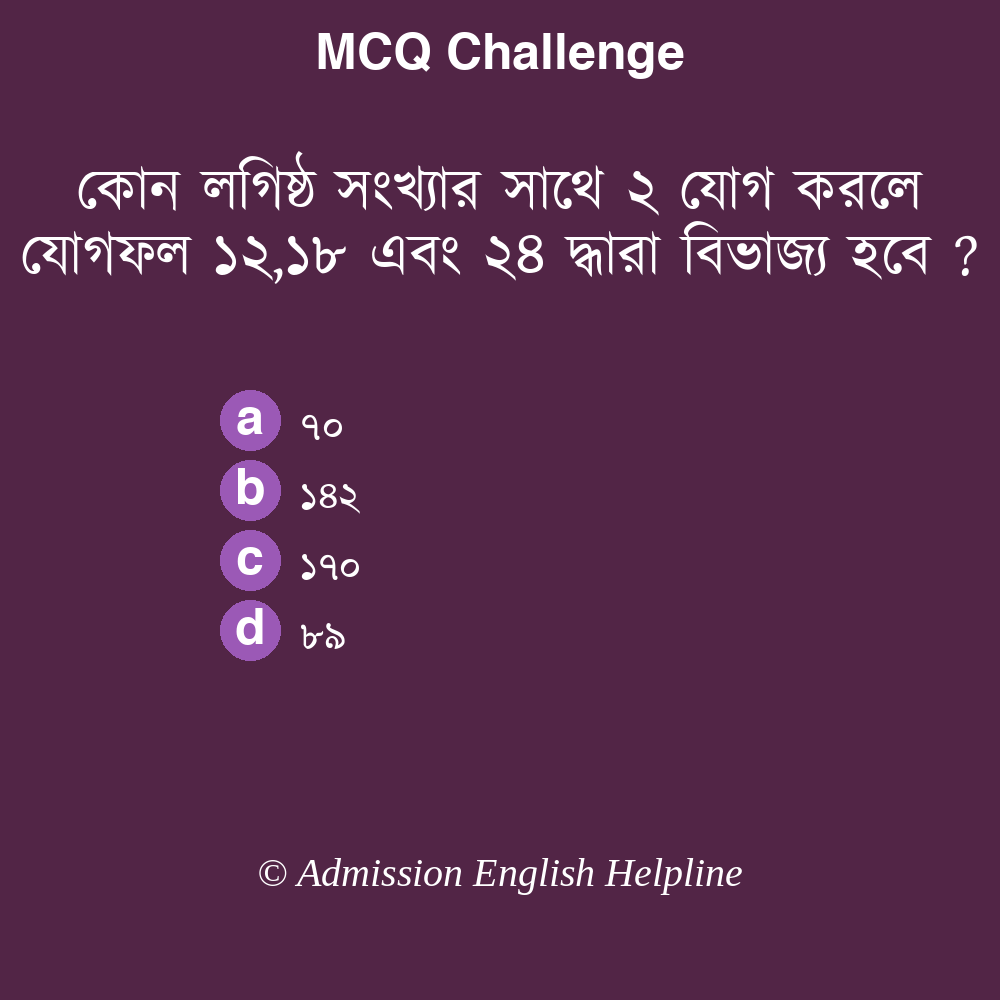 MCQ Challenge
কোন লগিষ্ঠ সংখ্যার সাথে ২ যোগ করলে
যোগফল ১২,১৮ এবং ২৪ দ্ধারা বিভাজ্য হবে ?
a ৭০
b ১৪২
c ১৭০
d ৮৯
© Admission English Helpline